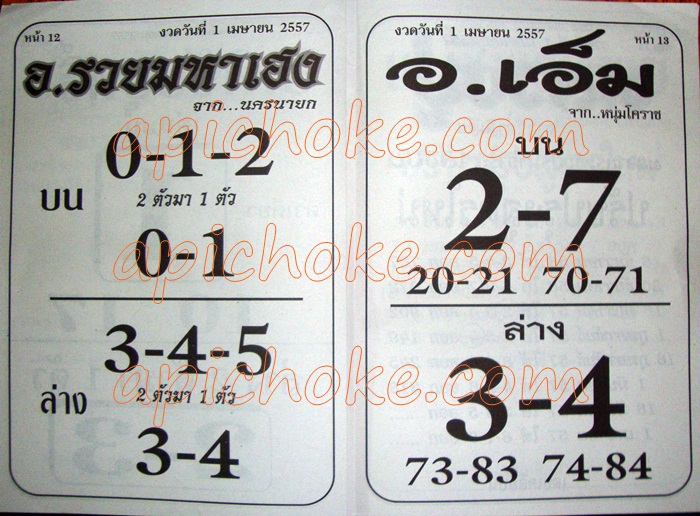 หน้า 12
งวดวันที่ 1 เมษายน 2557
อ.รวยมหาเฮง
จาก...นครนายก
บน
0-1-2
2 ตัวมา 1 ตัว
0-1
ล่าง
3-4-5
2 ตัวมา 1 ตัว
3-4
งวดวันที่ 1 เมษายน 2557
หน้า 13
อ.เอ็ม
จาก..หนุ่มโคราช
บน
2-7
20-21 70-71
ล่าง
3-4
73-83 74-84
apichoke.com
apichoke.com
apichoke.com